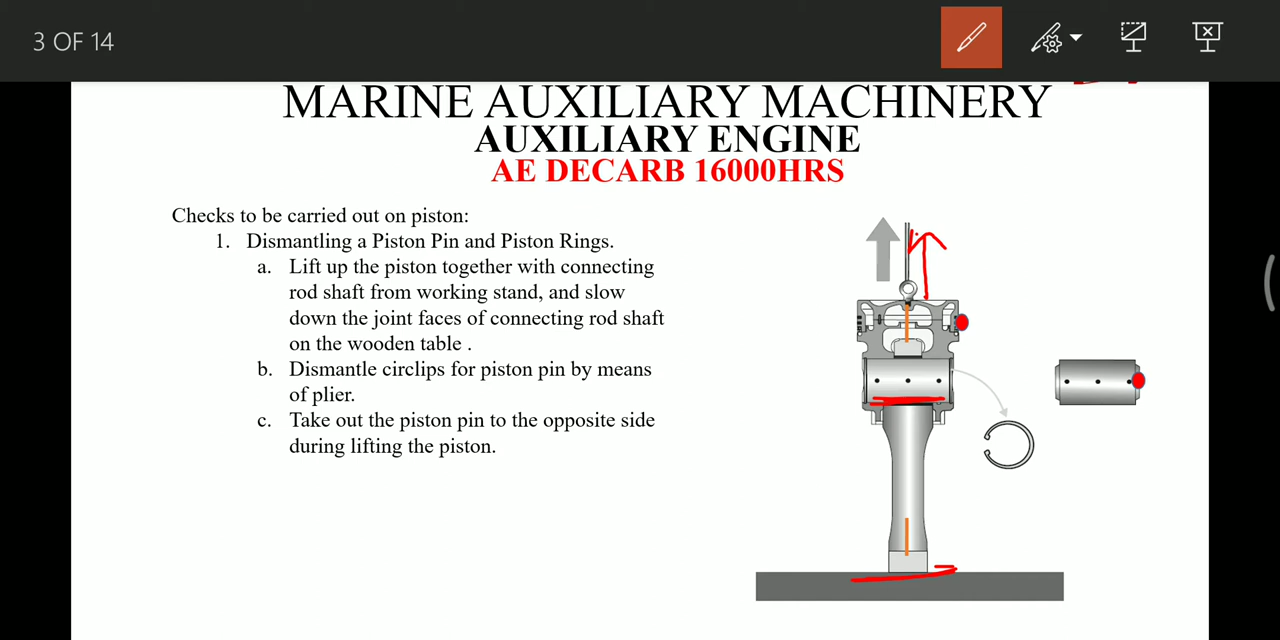 3 OF 14
MARINE AUXILIARY MACHINERY
AUXILIARY ENGINE
AE DECARB 16000HRS
Checks to be carried out on piston:
1. Dismantling a Piston Pin and Piston Rings.
a. Lift up the piston together with connecting
rod shaft from working stand, and slow
down the joint faces of connecting rod shaft
on the wooden table .
b. Dismantle circlips for piston pin by means
of plier.
c. Take out the piston pin to the opposite side
during lifting the piston.